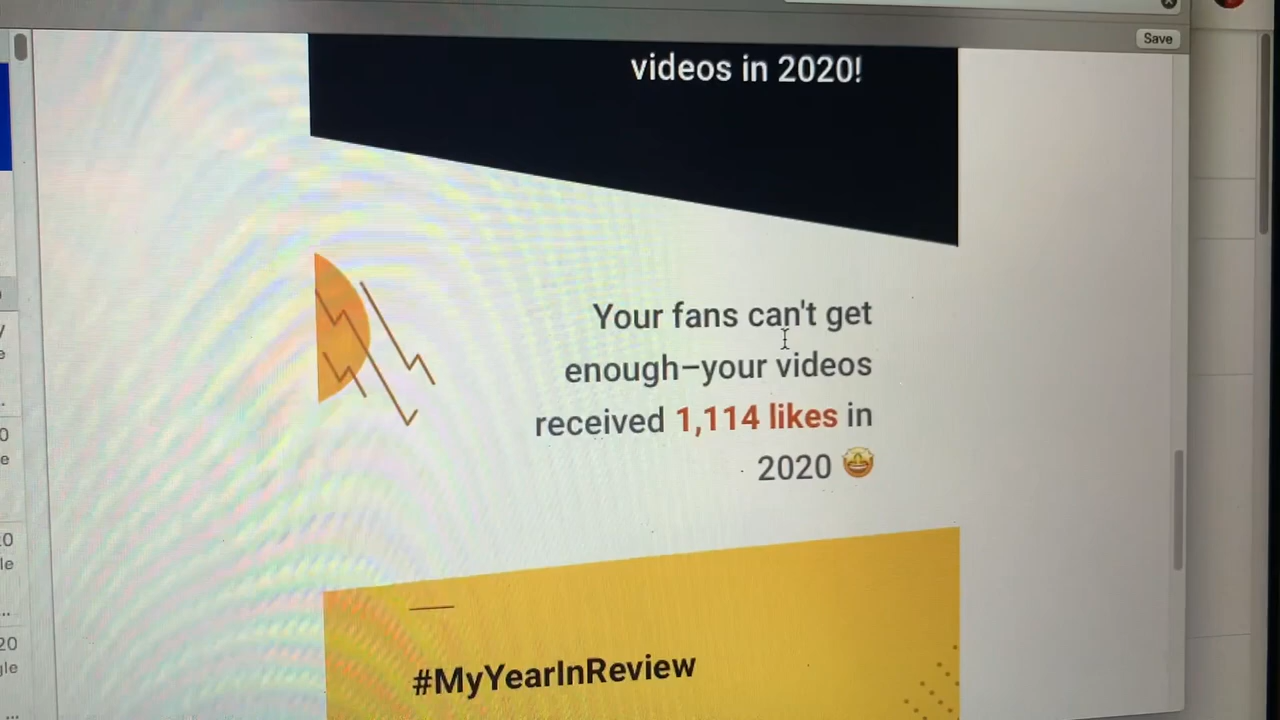 Save
videos in 2020!
Your fans can't get
enough–your videos
received 1,114 likes in
2020 🤩
#MyYearInReview